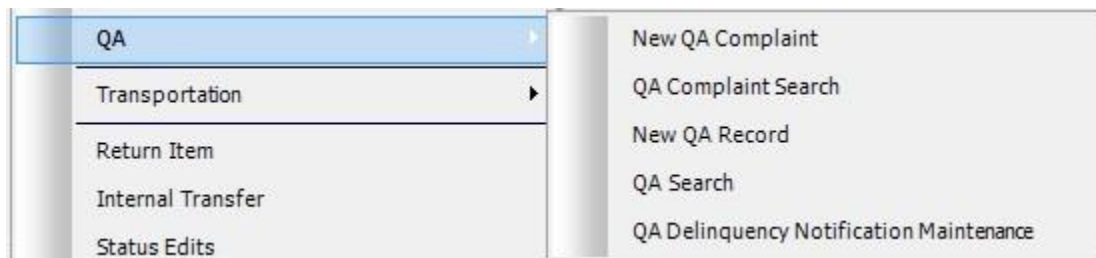 QA
Transportation
Return Item
Internal Transfer
Status Edits
New QA Complaint
QA Complaint Search
New QA Record
QA Search
QA Delinquency Notification Maintenance